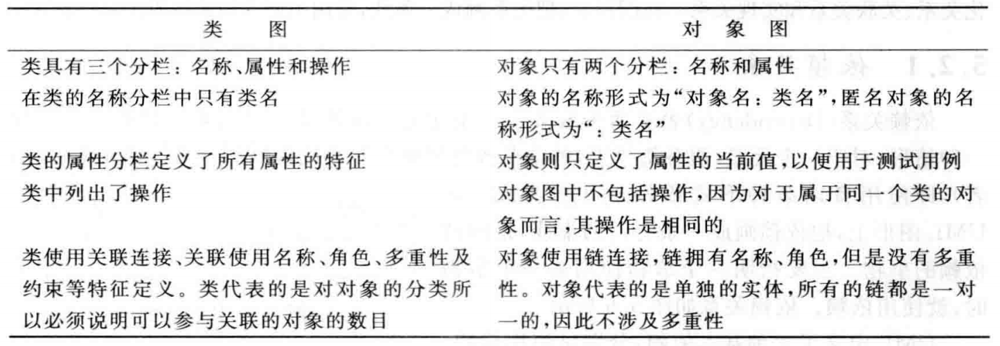 类 图 对 象 图
类具有三个分栏：名称、属性和操作 对象只有两个分栏：名称和属性
在类的名称分栏中只有类名 对象的名称形式为“对象名：类名”，匿名对象的名
称形式为“：类名”
类的属性分栏定义了所有属性的特征 对象则只定义了属性的当前值，以便用于测试用例
类中列出了操作 对象图中不包括操作，因为对于属于同一个类的对
象而言，其操作是相同的
类使用关联连接、关联使用名称、角色、多重性及 对象使用链连接，链拥有名称、角色，但是没有多重
约束等特征定义。类代表的是对对象的分类所 性。对象代表的是单独的实体，所有的链都是一对
以必须说明可以参与关联的对象的数目 一的，因此不涉及多重性